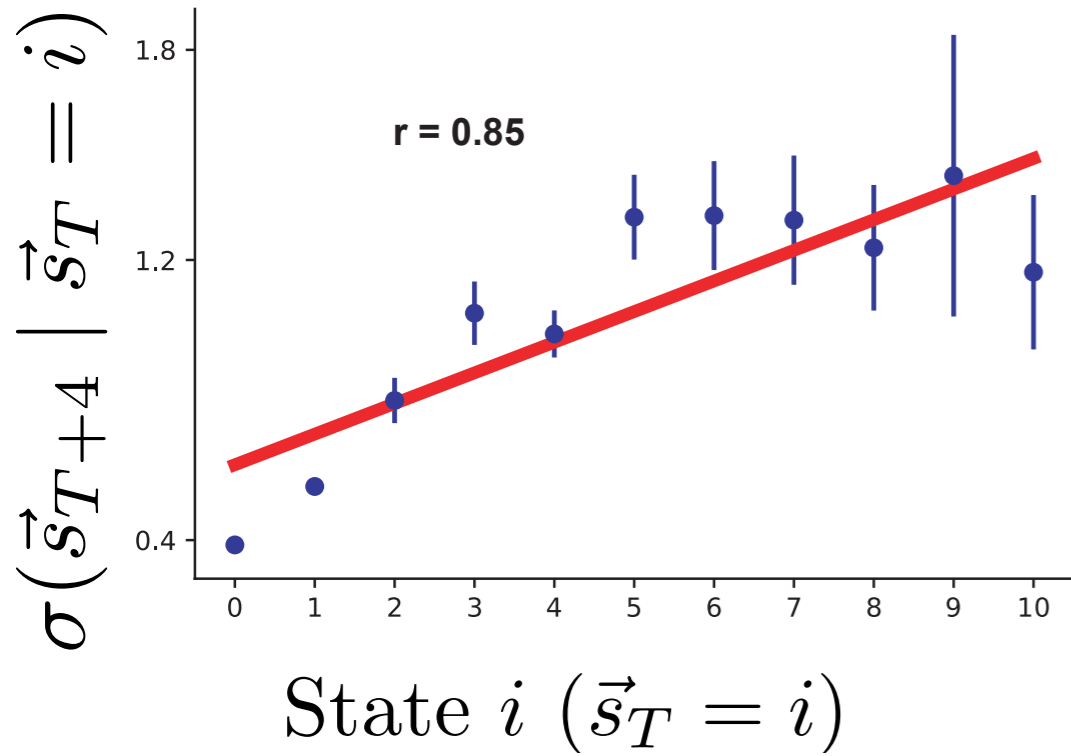 σ(s⃗_{T+4} | s⃗_T = i)
1.8
1.2
0.4
r = 0.85
0 1 2 3 4 5 6 7 8 9 10
State i (s⃗_T = i)